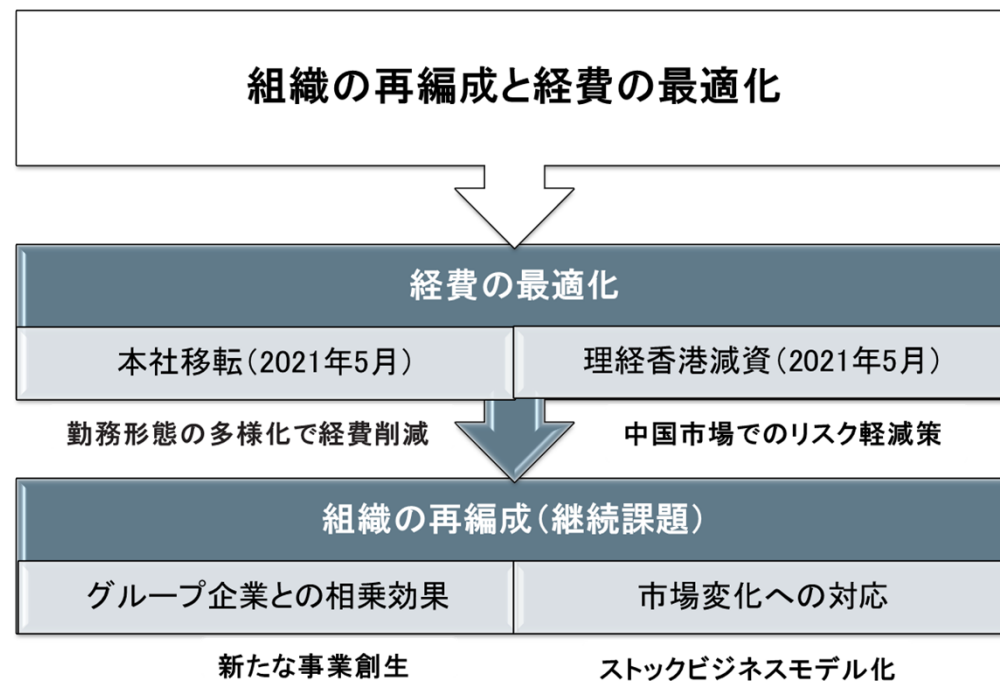 組織の再編成と経費の最適化
経費の最適化
本社移転（2021年5月）
理経香港減資（2021年5月）
勤務形態の多様化で経費削減
中国市場でのリスク軽減策
組織の再編成（継続課題）
グループ企業との相乗効果
市場変化への対応
新たな事業創生
ストックビジネスモデル化